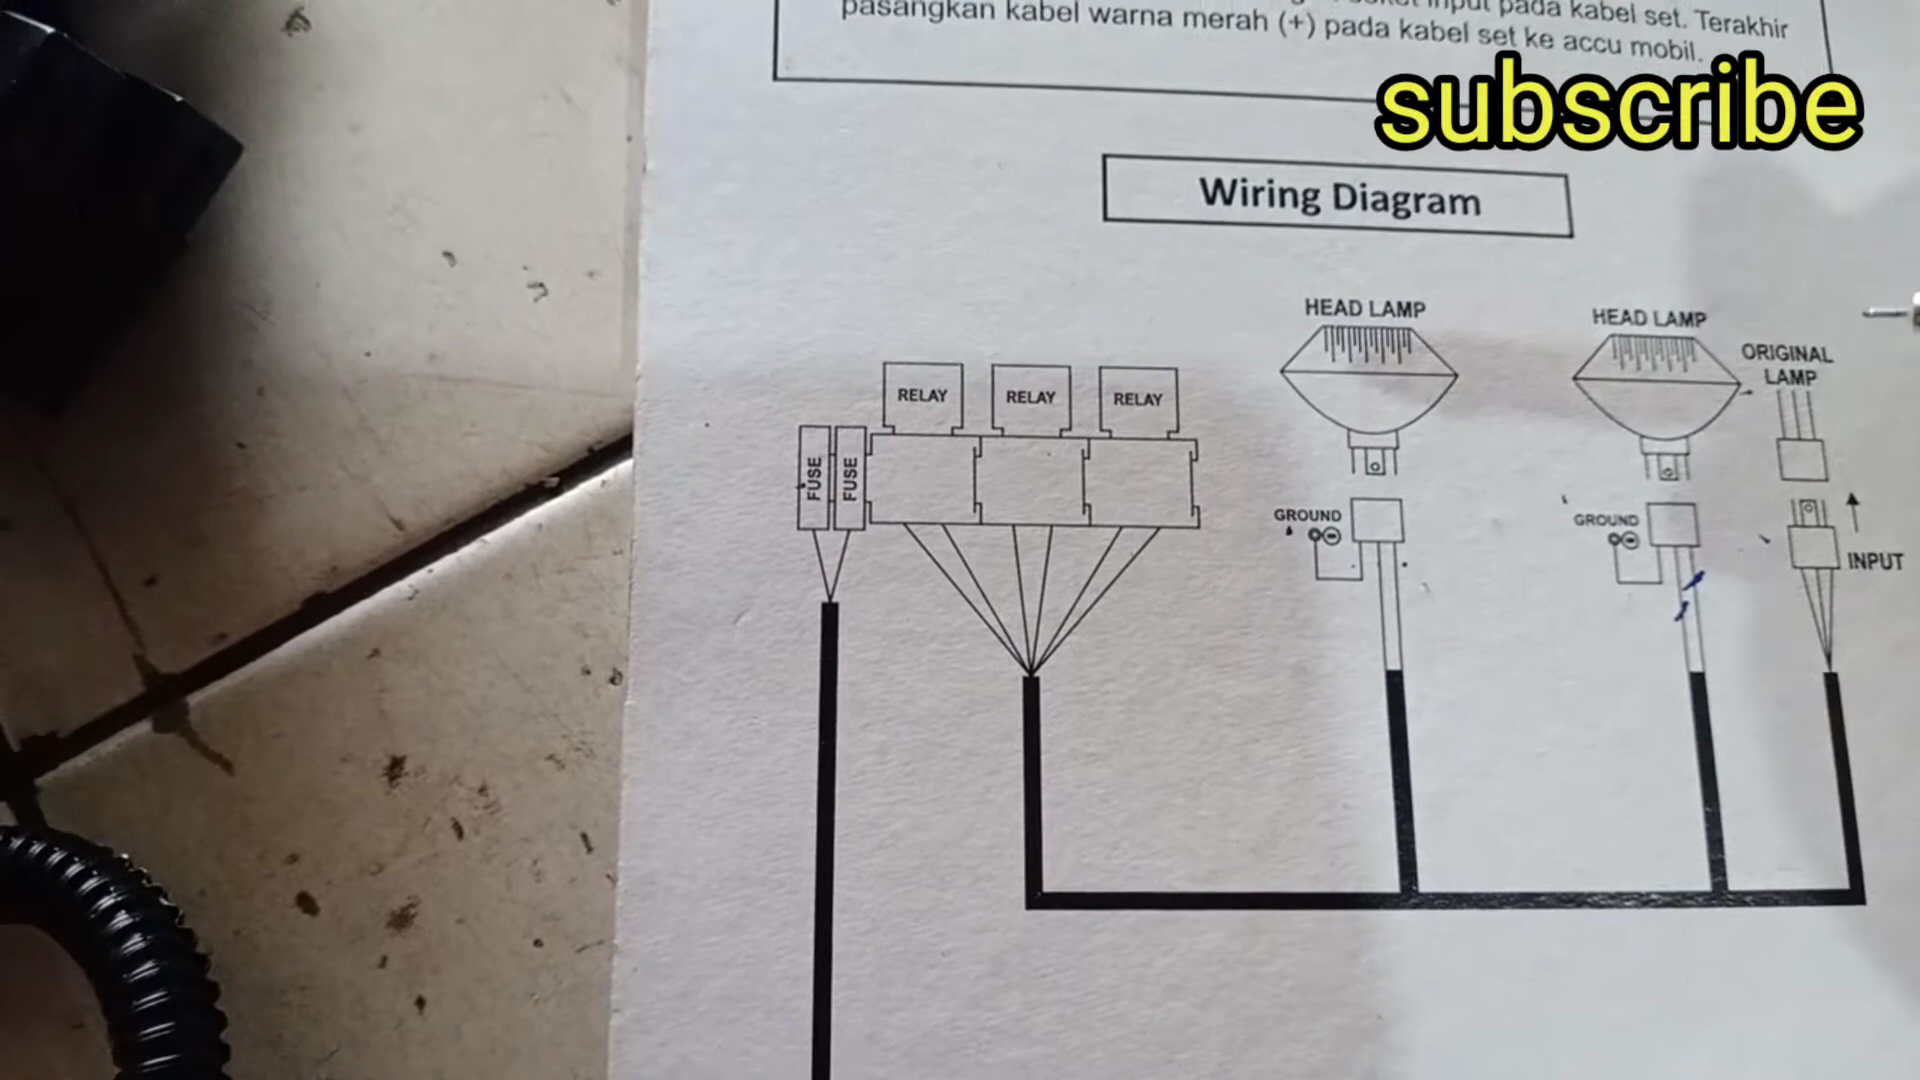 input pada kabel set. Terakhir
pasangkan kabel warna merah (+) pada kabel set ke accu mobil.
subscribe
Wiring Diagram
HEAD LAMP
HEAD LAMP
ORIGINAL
LAMP
RELAY
RELAY
RELAY
FUSE
FUSE
GROUND
GROUND
INPUT